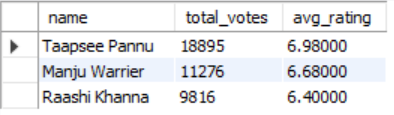 name total_votes avg_rating
Taapsee Pannu 18895 6.98000
Manju Warrier 11276 6.68000
Raashi Khanna 9816 6.40000